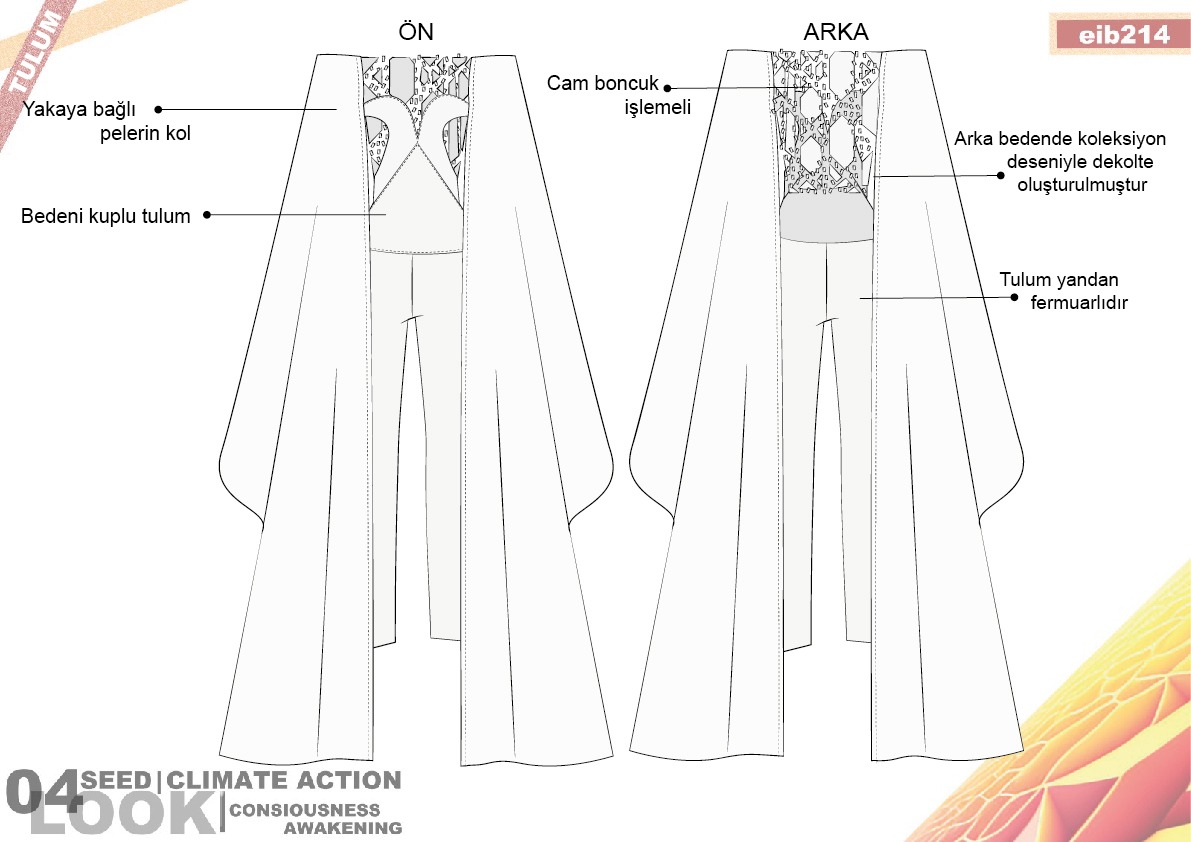 TULUM
ÖN
ARKA
eib214
Yakaya bağlı
pelerin kol
Bedeni kuplu tulum
Cam boncuk
işlemeli
Arka bedende koleksiyon
deseniyle dekolte
oluşturulmuştur
Tulum yandan
fermuarlıdır
04 SEED|CLIMATE ACTION
LOOK|CONSIOUSNESS
AWAKENING